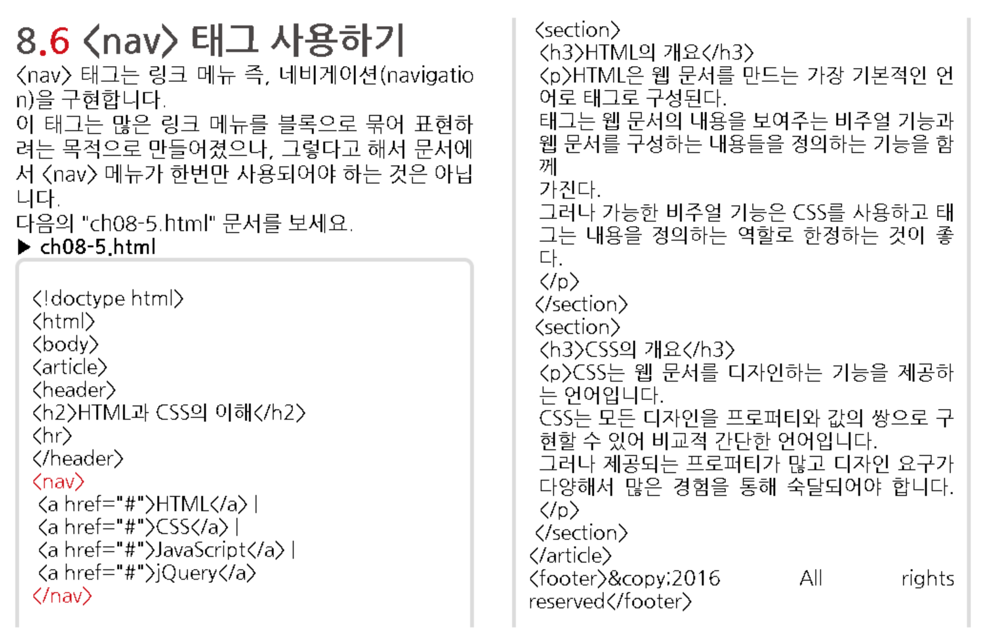 8.6 <nav> 태그 사용하기
<nav> 태그는 링크 메뉴 즉, 네비게이션(navigatio
n)을 구현합니다.
이 태그는 많은 링크 메뉴를 블록으로 묶어 표현하
려는 목적으로 만들어졌으나, 그렇다고 해서 문서에
서 <nav> 메뉴가 한번만 사용되어야 하는 것은 아닙
니다.
다음의 "ch08-5.html" 문서를 보세요.
▶ ch08-5.html
<!doctype html>
<html>
<body>
<article>
<header>
<h2>HTML과 CSS의 이해</h2>
<hr>
</header>
<nav>
<a href="#">HTML</a> |
<a href="#">CSS</a> |
<a href="#">JavaScript</a> |
<a href="#">jQuery</a>
</nav>
<section>
<h3>HTML의 개요</h3>
<p>HTML은 웹 문서를 만드는 가장 기본적인 언
어로 태그로 구성된다.
태그는 웹 문서의 내용을 보여주는 비주얼 기능과
웹 문서를 구성하는 내용들을 정의하는 기능을 함
께
가진다.
그러나 가능한 비주얼 기능은 CSS를 사용하고 태
그는 내용을 정의하는 역할로 한정하는 것이 좋
다.
</p>
</section>
<section>
<h3>CSS의 개요</h3>
<p>CSS는 웹 문서를 디자인하는 기능을 제공하
는 언어입니다.
CSS는 모든 디자인을 프로퍼티와 값의 쌍으로 구
현할 수 있어 비교적 간단한 언어입니다.
그러나 제공되는 프로퍼티가 많고 디자인 요구가
다양해서 많은 경험을 통해 숙달되어야 합니다.
</p>
</section>
</article>
<footer>&copy;2016 All rights
reserved</footer>